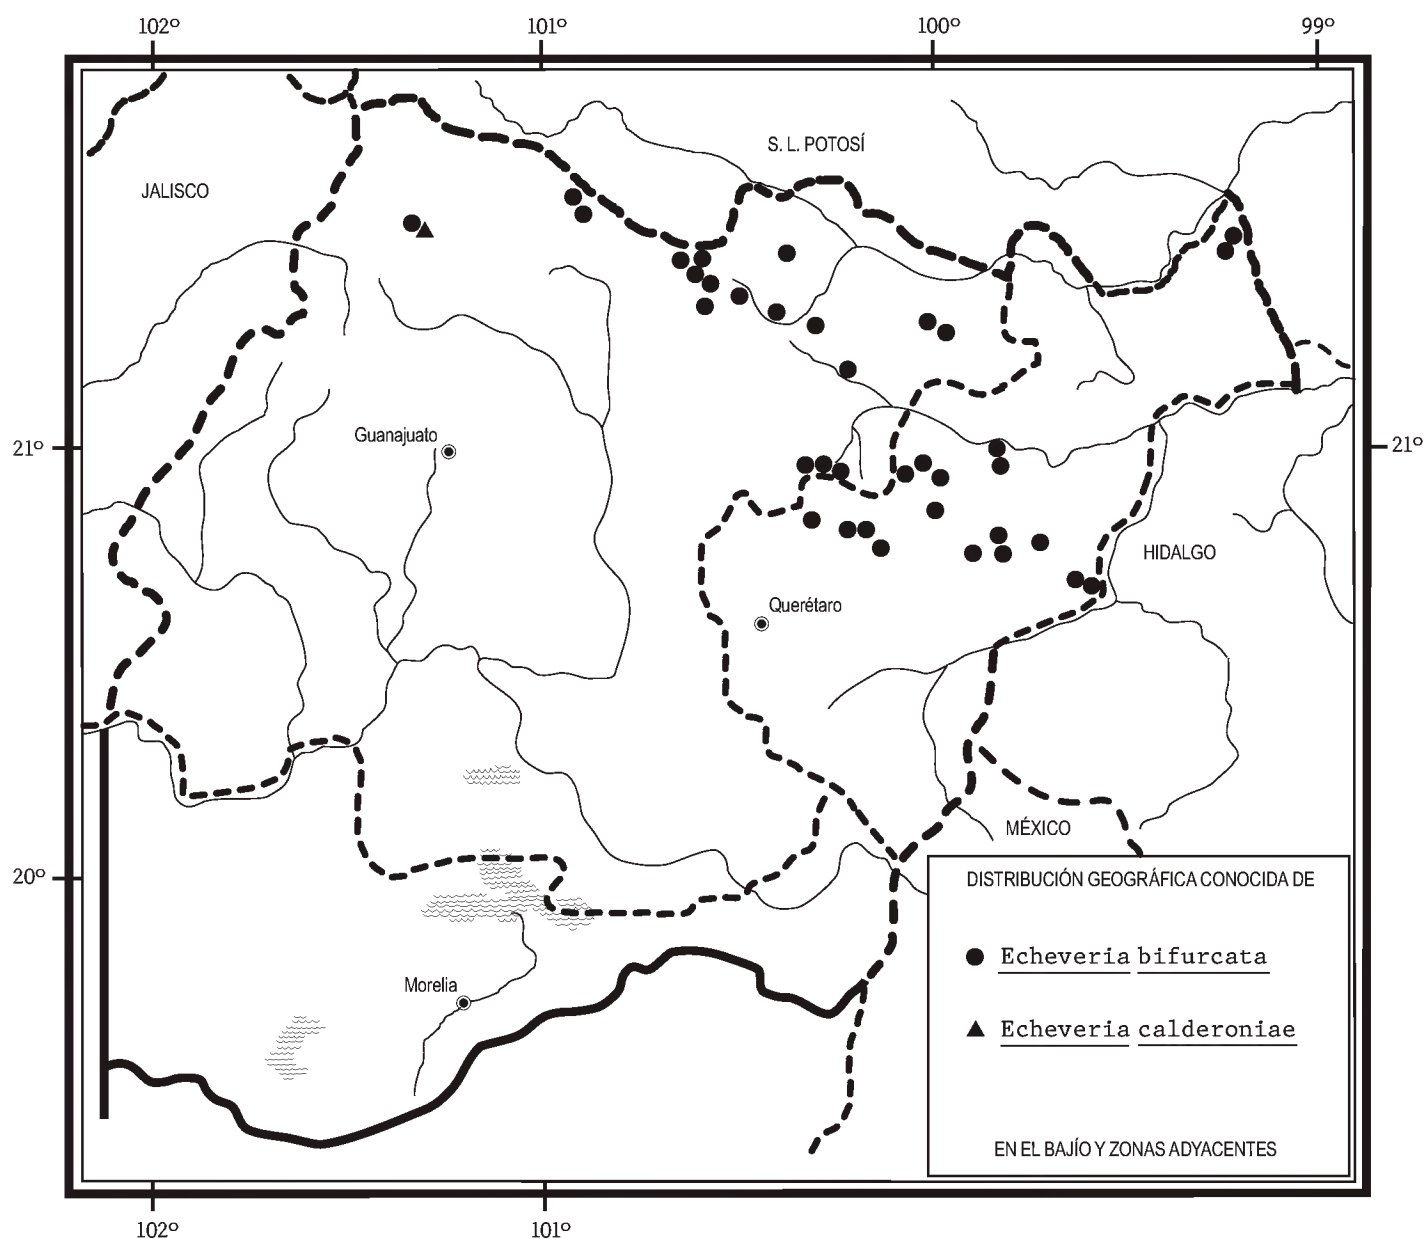 102º 101º 100º 99º
S. L. POTOSÍ
JALISCO
Guanajuato
21º 21º
HIDALGO
Querétaro
MÉXICO
20º
DISTRIBUCIÓN GEOGRÁFICA CONOCIDA DE
Echeveria bifurcata
Morelia
Echeveria calderoniae
EN EL BAJÍO Y ZONAS ADYACENTES
102º 101º